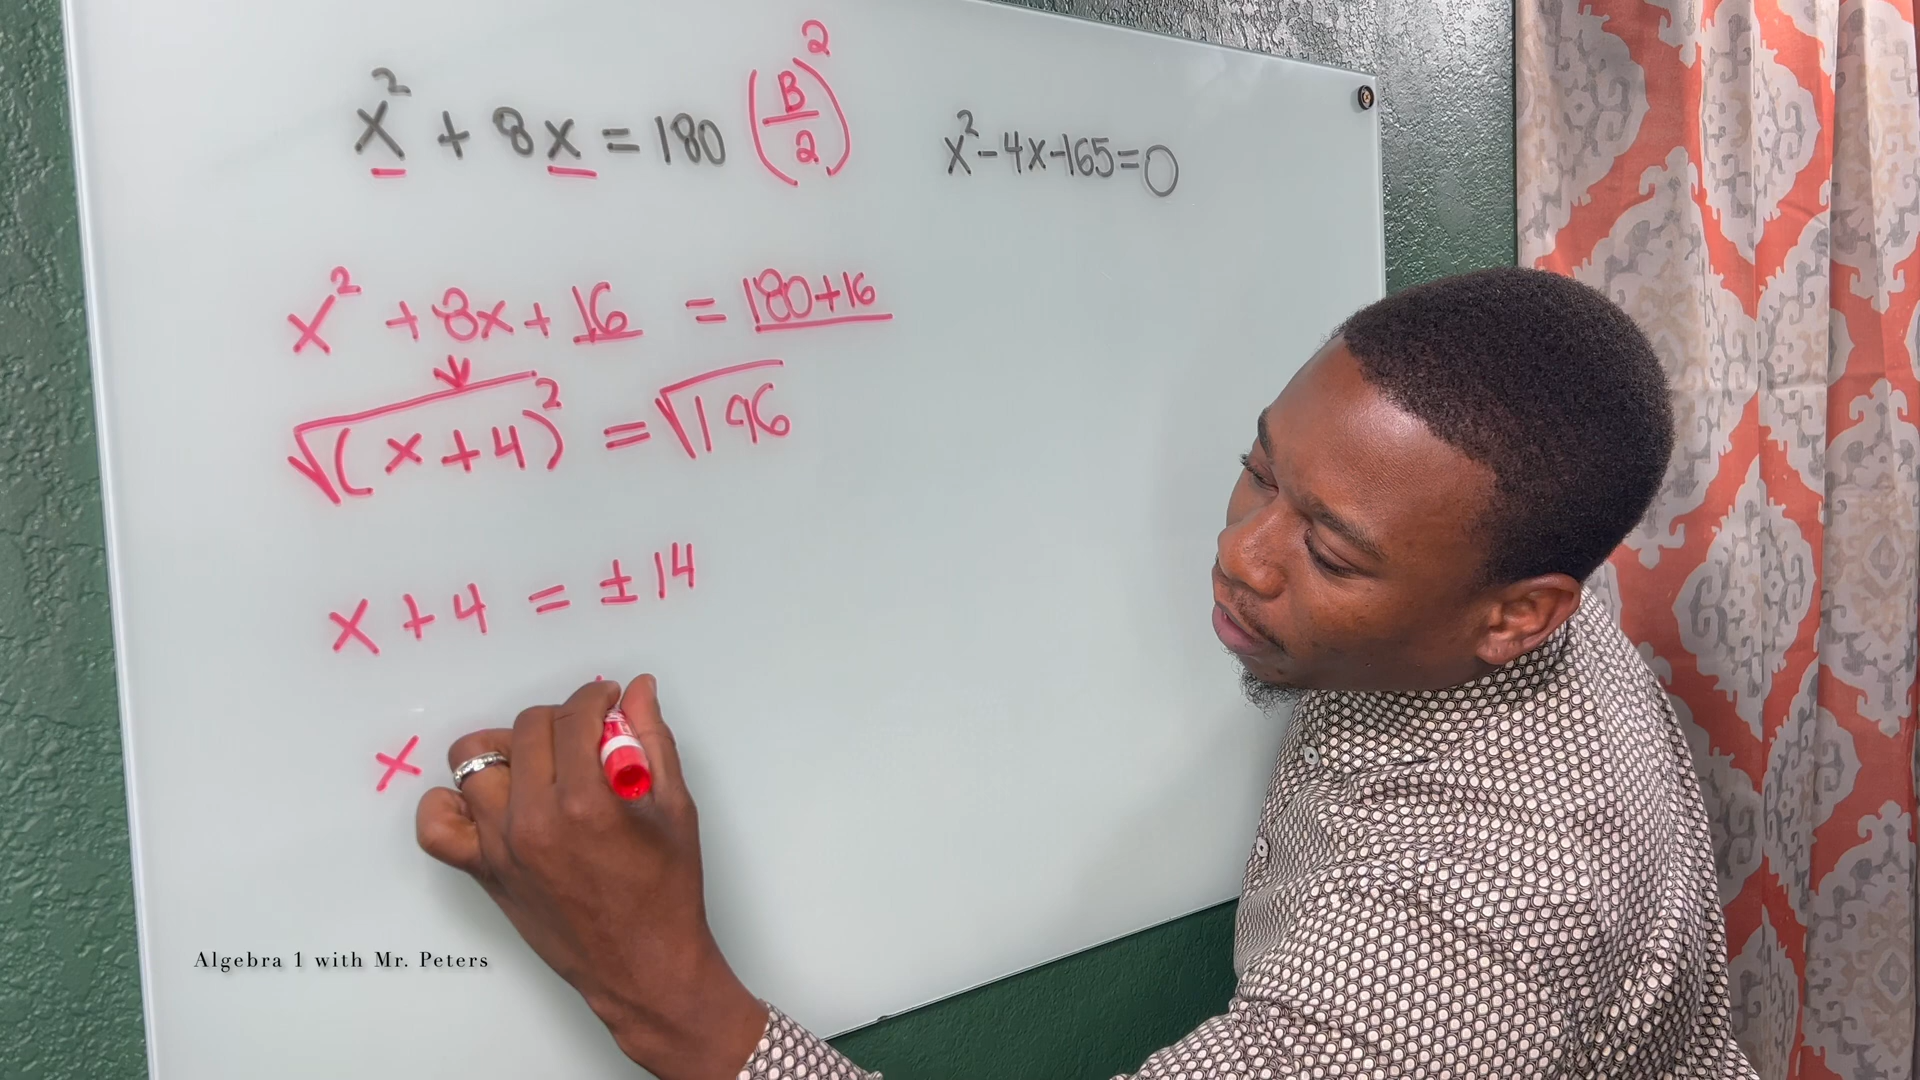 x² + 8x = 180 (B/2)²
x² + 8x + 16 = 180+16
√(x+4)² = √196
x + 4 = ± 14
x
x² - 4x - 165 = 0
Algebra 1 with Mr. Peters